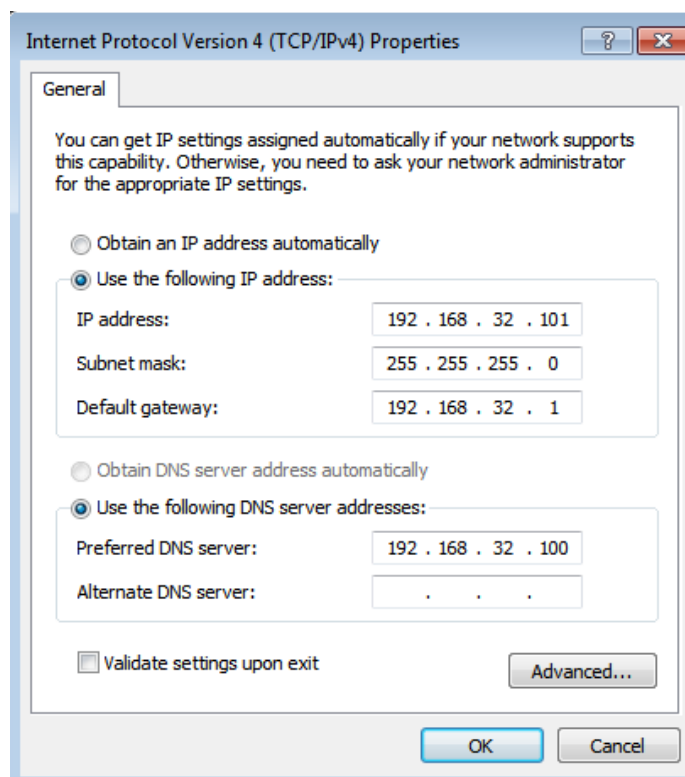 Internet Protocol Version 4 (TCP/IPv4) Properties
General
You can get IP settings assigned automatically if your network supports
this capability. Otherwise, you need to ask your network administrator
for the appropriate IP settings.
Obtain an IP address automatically
Use the following IP address:
IP address: 192 . 168 . 32 . 101
Subnet mask: 255 . 255 . 255 . 0
Default gateway: 192 . 168 . 32 . 1
Obtain DNS server address automatically
Use the following DNS server addresses:
Preferred DNS server: 192 . 168 . 32 . 100
Alternate DNS server: . . .
Validate settings upon exit
Advanced...
OK Cancel